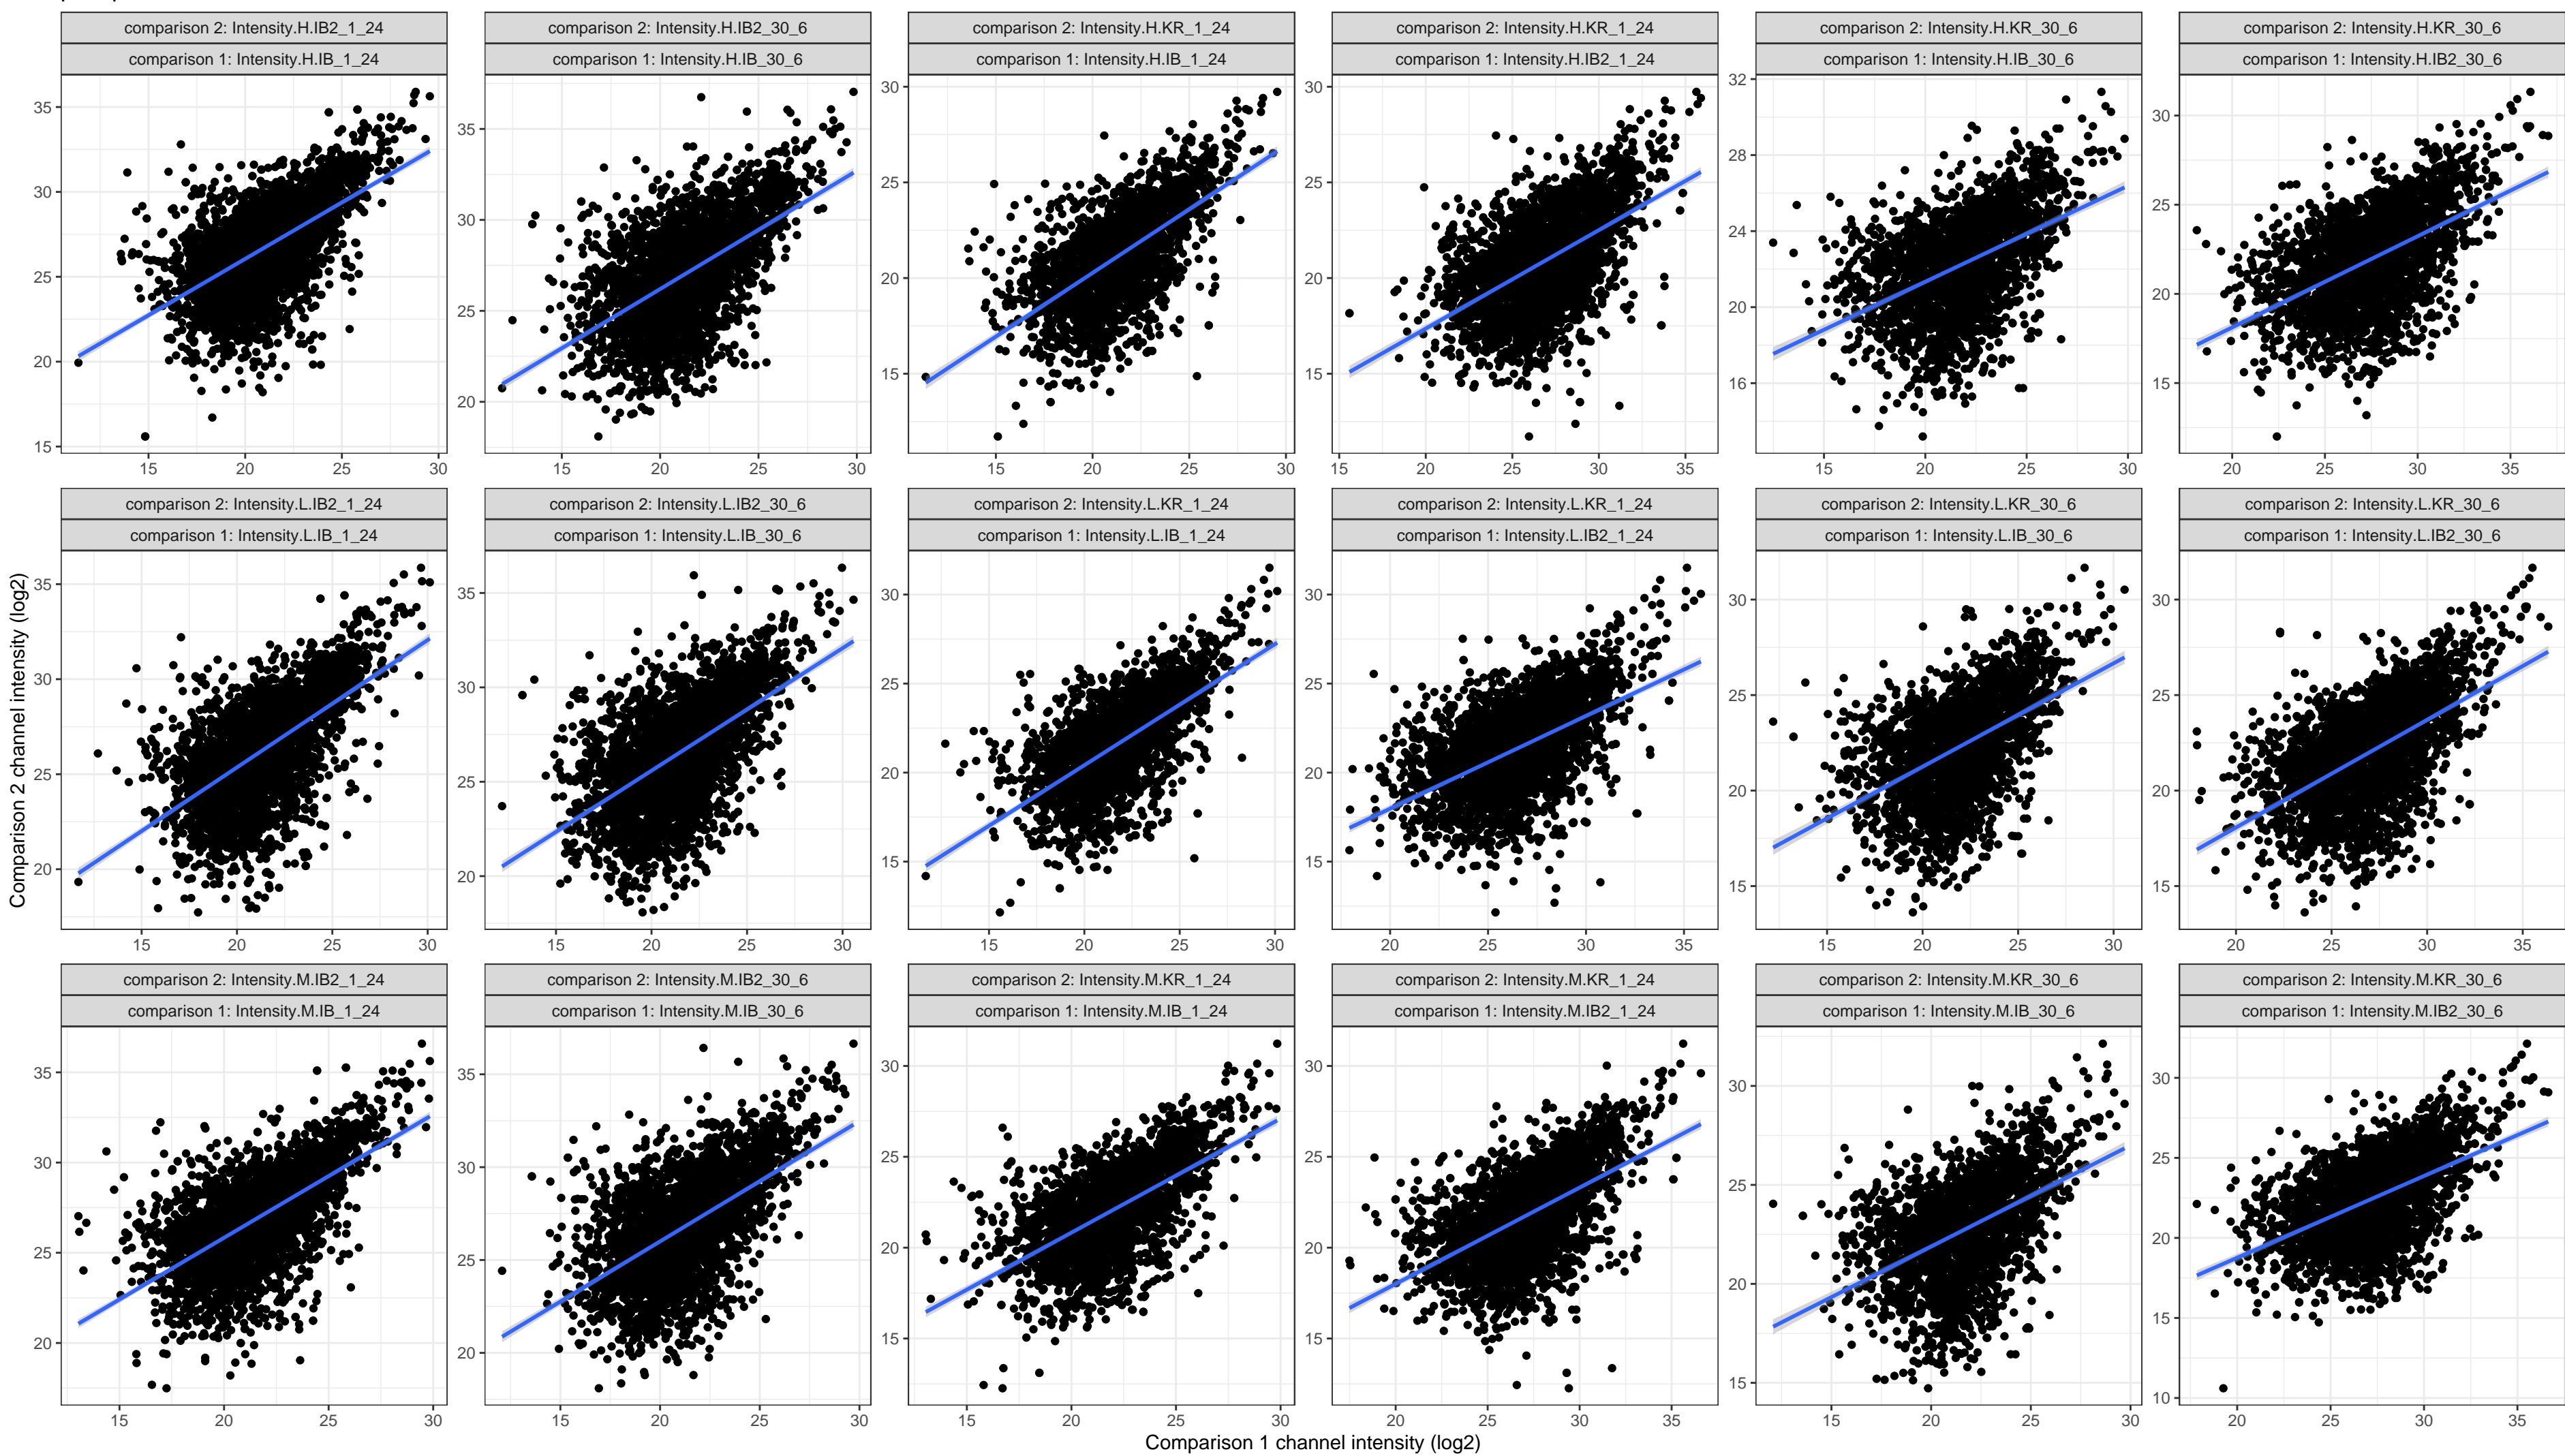 comparison 2: Intensity.H.IB2_1_24
comparison 1: Intensity.H.IB_1_24
35
30
25
20
15
15 20 25 30
comparison 2: Intensity.H.IB2_30_6
comparison 1: Intensity.H.IB_30_6
35
30
25
20
15 20 25 30
comparison 2: Intensity.H.KR_1_24
comparison 1: Intensity.H.IB_1_24
30
25
20
15
15 20 25 30
comparison 2: Intensity.H.KR_1_24
comparison 1: Intensity.H.IB2_1_24
30
25
20
15
15 20 25 30 35
comparison 2: Intensity.H.KR_30_6
comparison 1: Intensity.H.IB_30_6
32
28
24
20
16
15 20 25 30
comparison 2: Intensity.H.KR_30_6
comparison 1: Intensity.H.IB2_30_6
30
25
20
15
20 25 30 35
Comparison 2 channel intensity (log2)
comparison 2: Intensity.L.IB2_1_24
comparison 1: Intensity.L.IB_1_24
35
30
25
20
15 20 25 30
comparison 2: Intensity.L.IB2_30_6
comparison 1: Intensity.L.IB_30_6
35
30
25
20
15 20 25 30
comparison 2: Intensity.L.KR_1_24
comparison 1: Intensity.L.IB_1_24
30
25
20
15
15 20 25 30
comparison 2: Intensity.L.KR_1_24
comparison 1: Intensity.L.IB2_1_24
30
25
20
15
20 25 30 35
comparison 2: Intensity.L.KR_30_6
comparison 1: Intensity.L.IB_30_6
30
25
20
15
15 20 25 30
comparison 2: Intensity.L.KR_30_6
comparison 1: Intensity.L.IB2_30_6
30
25
20
15
20 25 30 35
comparison 2: Intensity.M.IB2_1_24
comparison 1: Intensity.M.IB_1_24
35
30
25
20
15 20 25 30
comparison 2: Intensity.M.IB2_30_6
comparison 1: Intensity.M.IB_30_6
35
30
25
20
15 20 25 30
comparison 2: Intensity.M.KR_1_24
comparison 1: Intensity.M.IB_1_24
30
25
20
15
15 20 25 30
comparison 2: Intensity.M.KR_1_24
comparison 1: Intensity.M.IB2_1_24
30
25
20
15
20 25 30 35
comparison 2: Intensity.M.KR_30_6
comparison 1: Intensity.M.IB_30_6
30
25
20
15
15 20 25 30
comparison 2: Intensity.M.KR_30_6
comparison 1: Intensity.M.IB2_30_6
30
25
20
15
10
20 25 30 35
Comparison 1 channel intensity (log2)